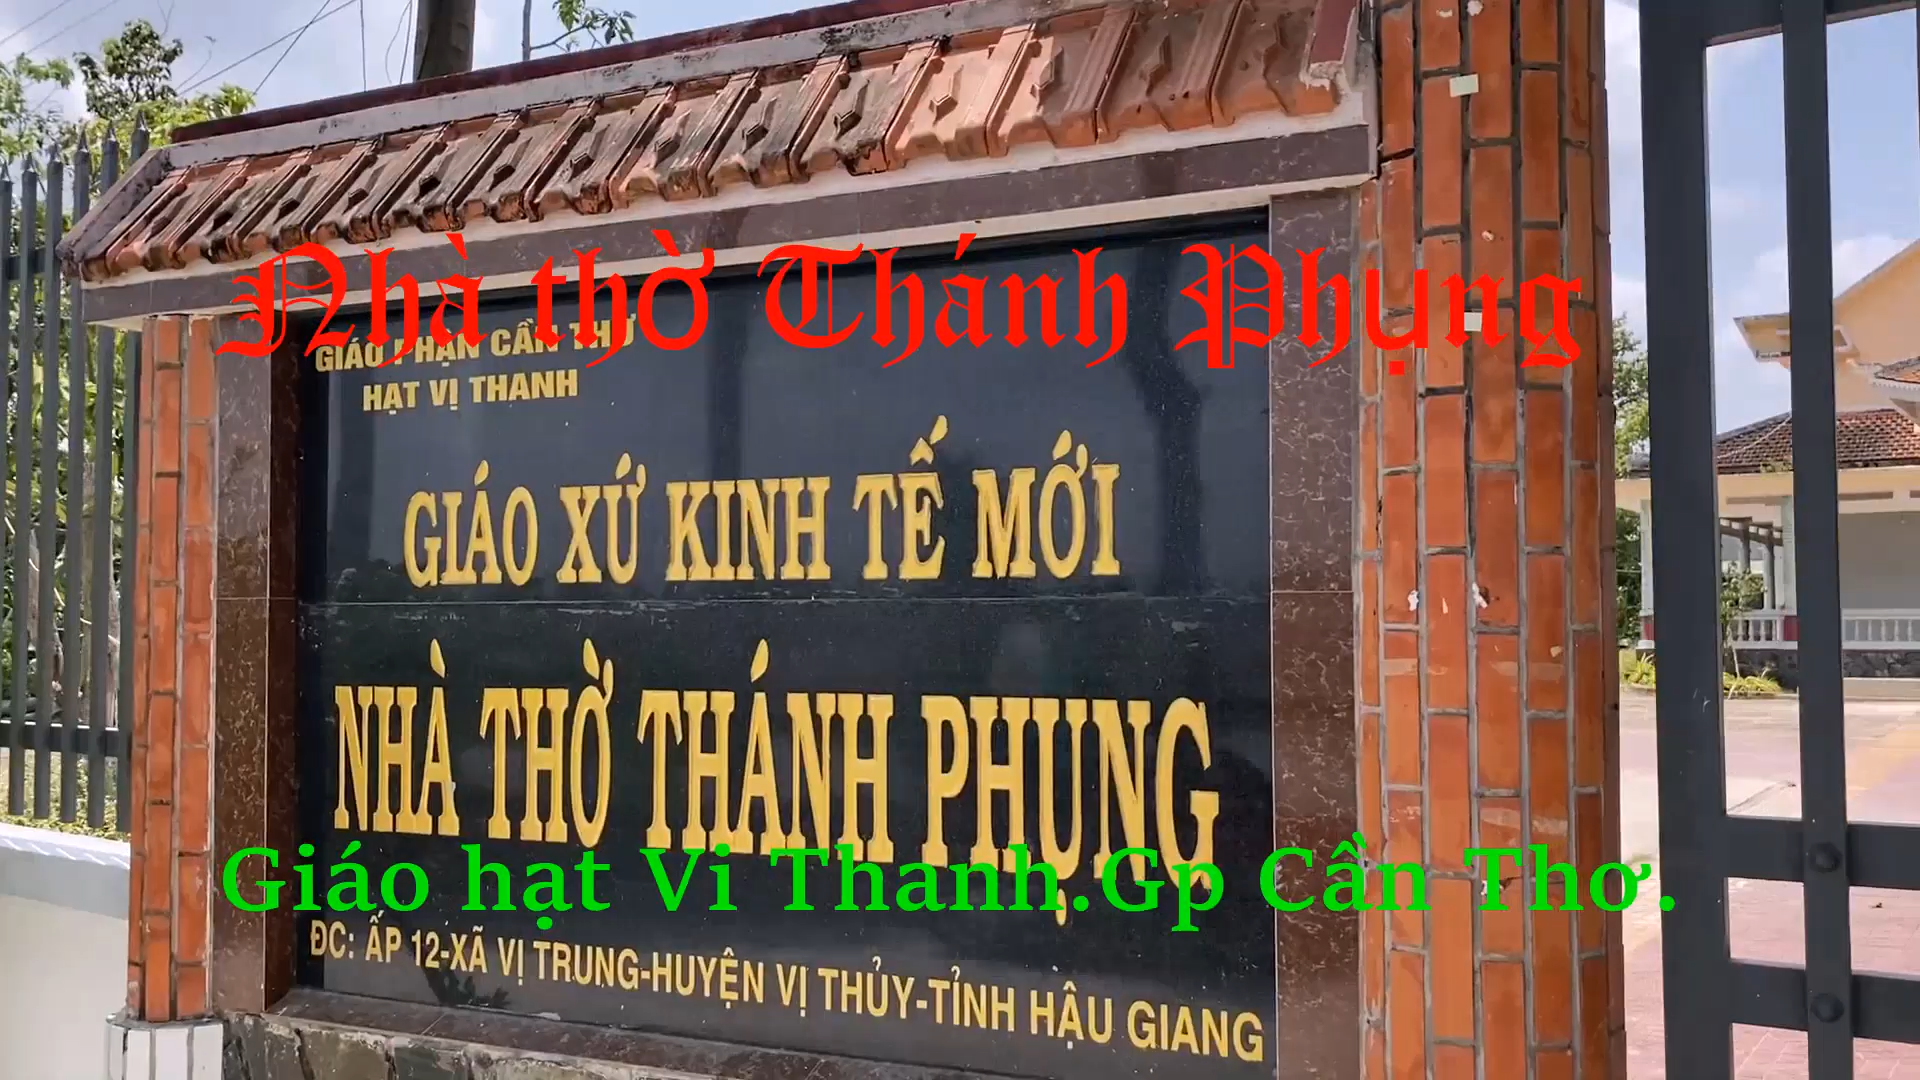 Nhà thờ Thánh Phụng
GIÁO PHẬN CẦN THƠ
HẠT VỊ THANH
GIÁO XỨ KINH TẾ MỚI
NHÀ THỜ THÁNH PHỤNG
Giáo hạt Vi Thanh.Gp Cần Thơ.
ĐC: ẤP 12-XÃ VỊ TRUNG-HUYỆN VỊ THỦY-TỈNH HẬU GIANG